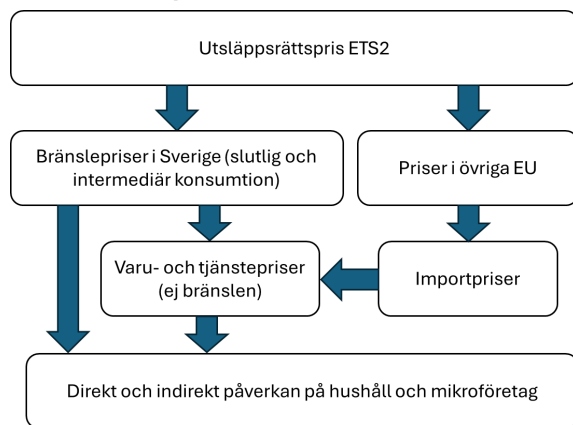 Utsläppsrättspris ETS2
Bränslepriser i Sverige (slutlig och
intermediär konsumtion)
Priser i övriga EU
Varu- och tjänstepriser
(ej bränslen)
Importpriser
Direkt och indirekt påverkan på hushåll och mikroföretag